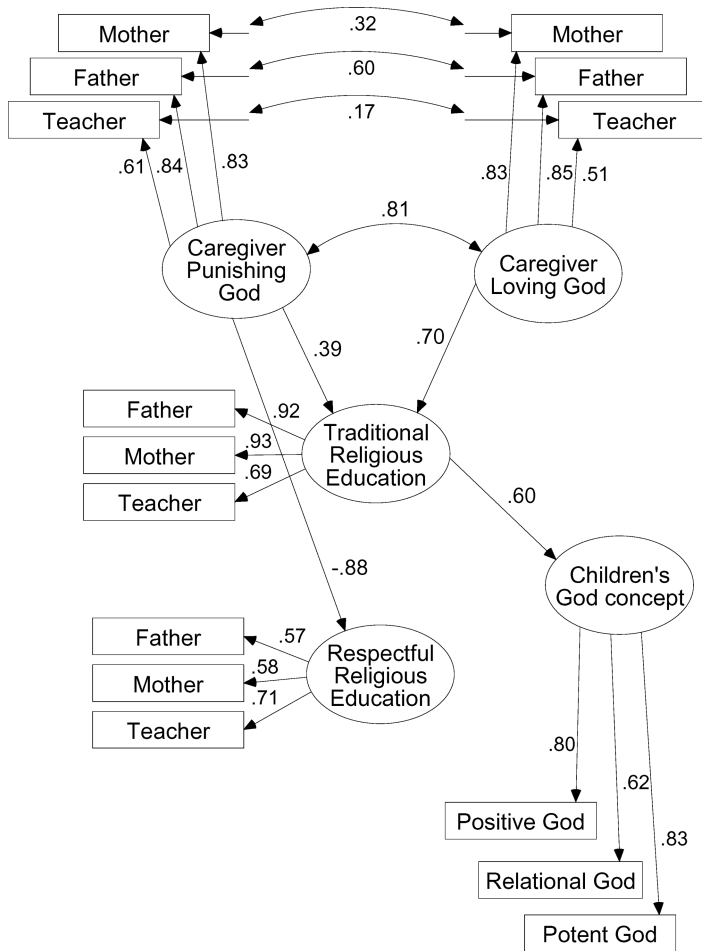 .32
Mother
Mother
.60
Father
Father
.17
Teacher
Teacher
.61
.84
.83
.83
.85
.51
.81
Caregiver
Punishing
God
Caregiver
Loving God
.39
.70
Father
.92
Traditional
Religious
Education
Mother
.93
Teacher
.69
.60
-.88
Children's
God concept
Father
.57
Respectful
Religious
Education
Mother
.58
Teacher
.71
.80
.62
.83
Positive God
Relational God
Potent God